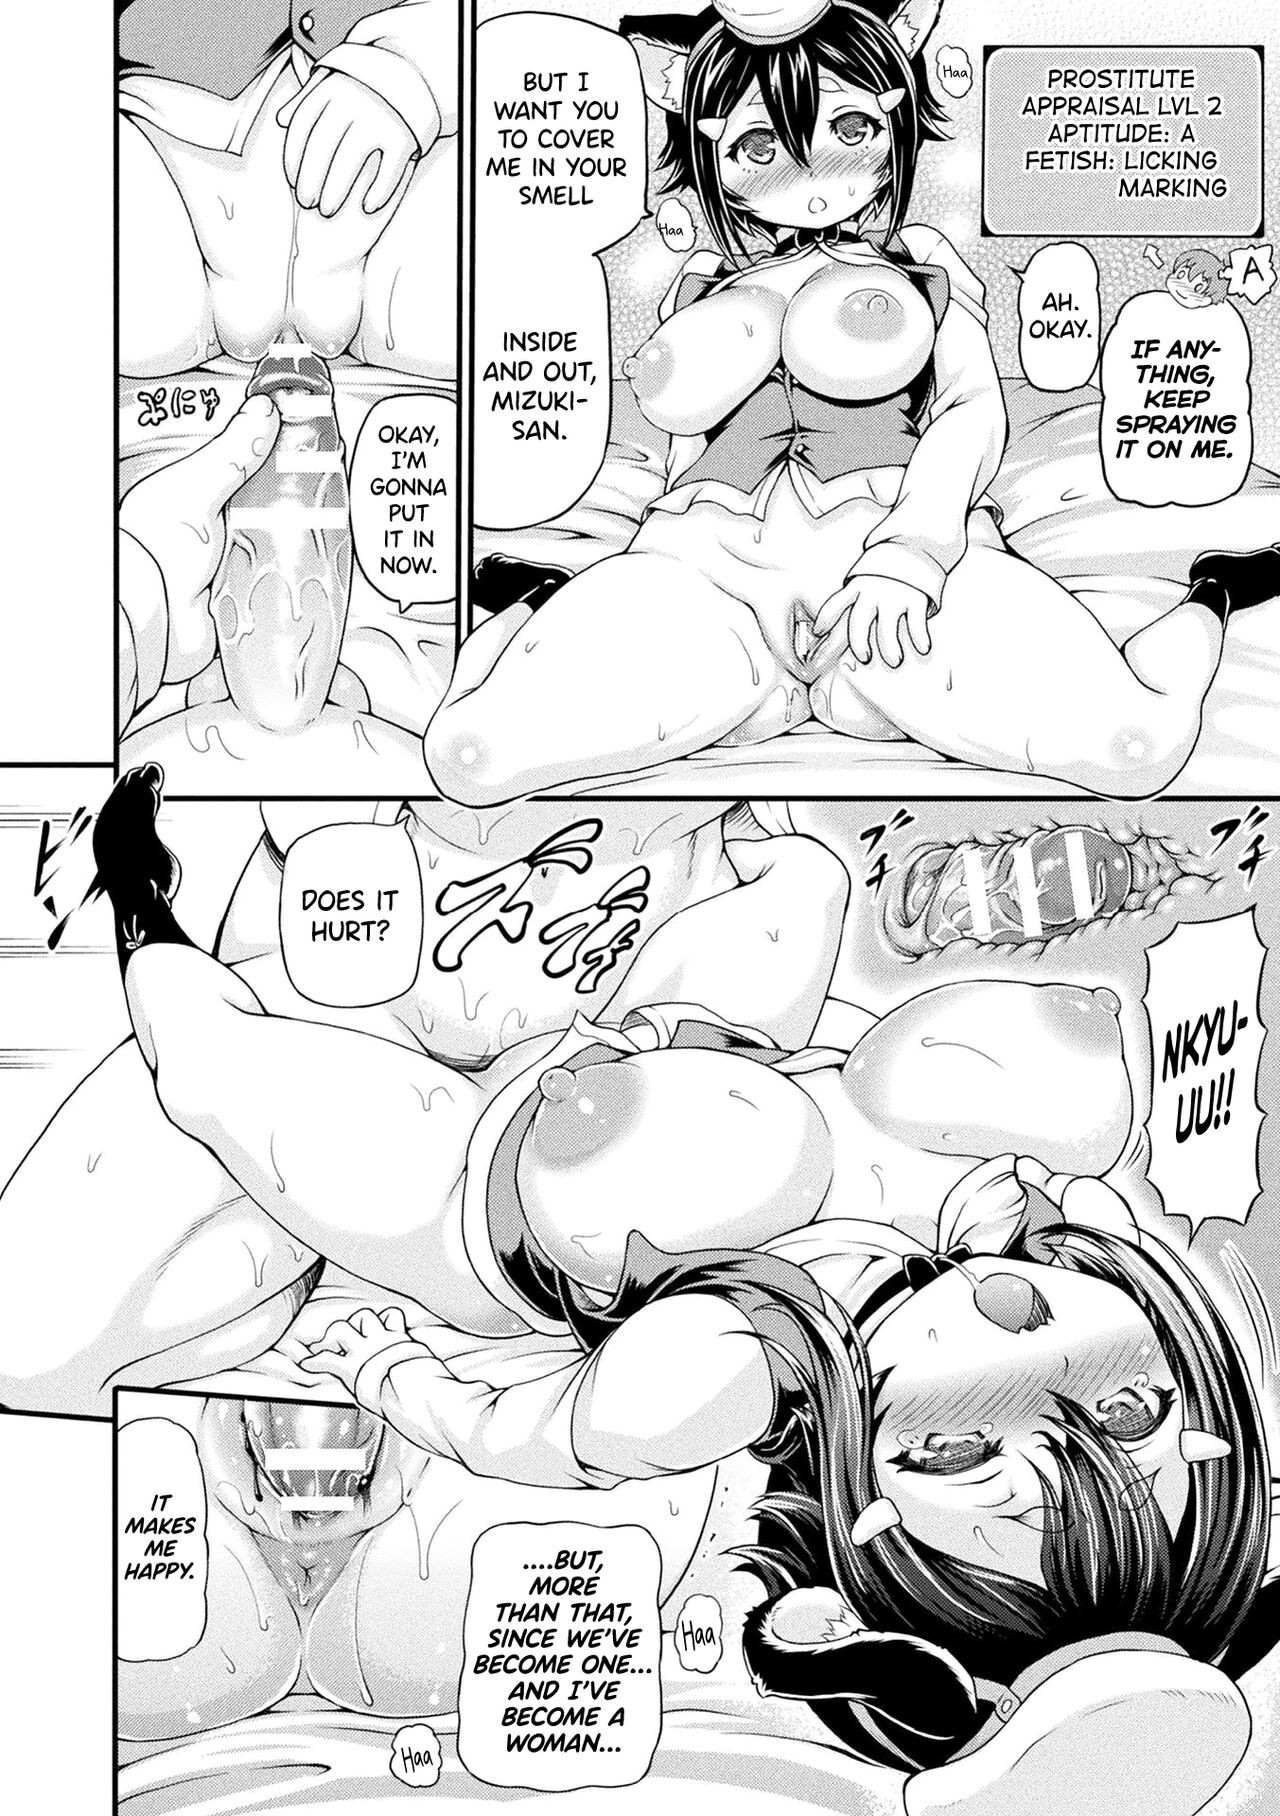 PROSTITUTE
APPRAISAL LVL 2
APTITUDE: A
FETISH: LICKING
MARKING
A
IF ANY-
THING,
KEEP
SPRAYING
IT ON ME.
AH.
OKAY.
Haa
Haa
BUT I
WANT YOU
TO COVER
ME IN YOUR
SMELL
INSIDE
AND OUT,
MIZUKI-
SAN.
OKAY,
I'M
GONNA
PUT
IT IN
NOW.
ブチ
ブチ
NKYU-
UU!!
DOES IT
HURT?
....BUT,
MORE
THAN THAT,
SINCE WE'VE
BECOME ONE...
AND I'VE
BECOME A
WOMAN...
Haa
Haa
IT
MAKES
ME
HAPPY.